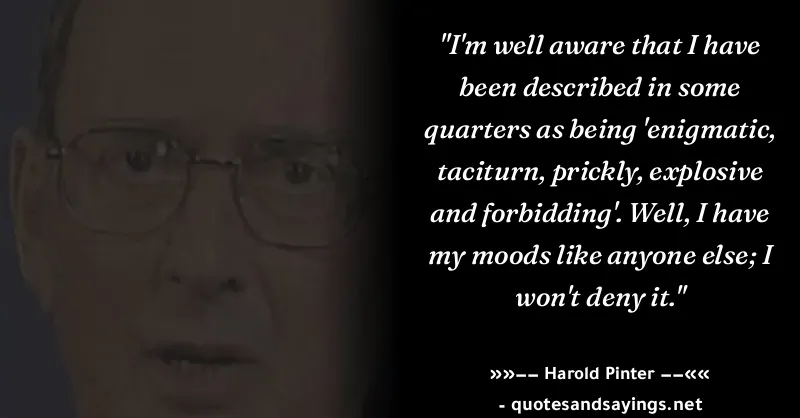 "I'm well aware that I have
been described in some
quarters as being 'enigmatic,
taciturn, prickly, explosive
and forbidding'. Well, I have
my moods like anyone else; I
won't deny it."
»»−− Harold Pinter −−««
- quotesandsayings.net